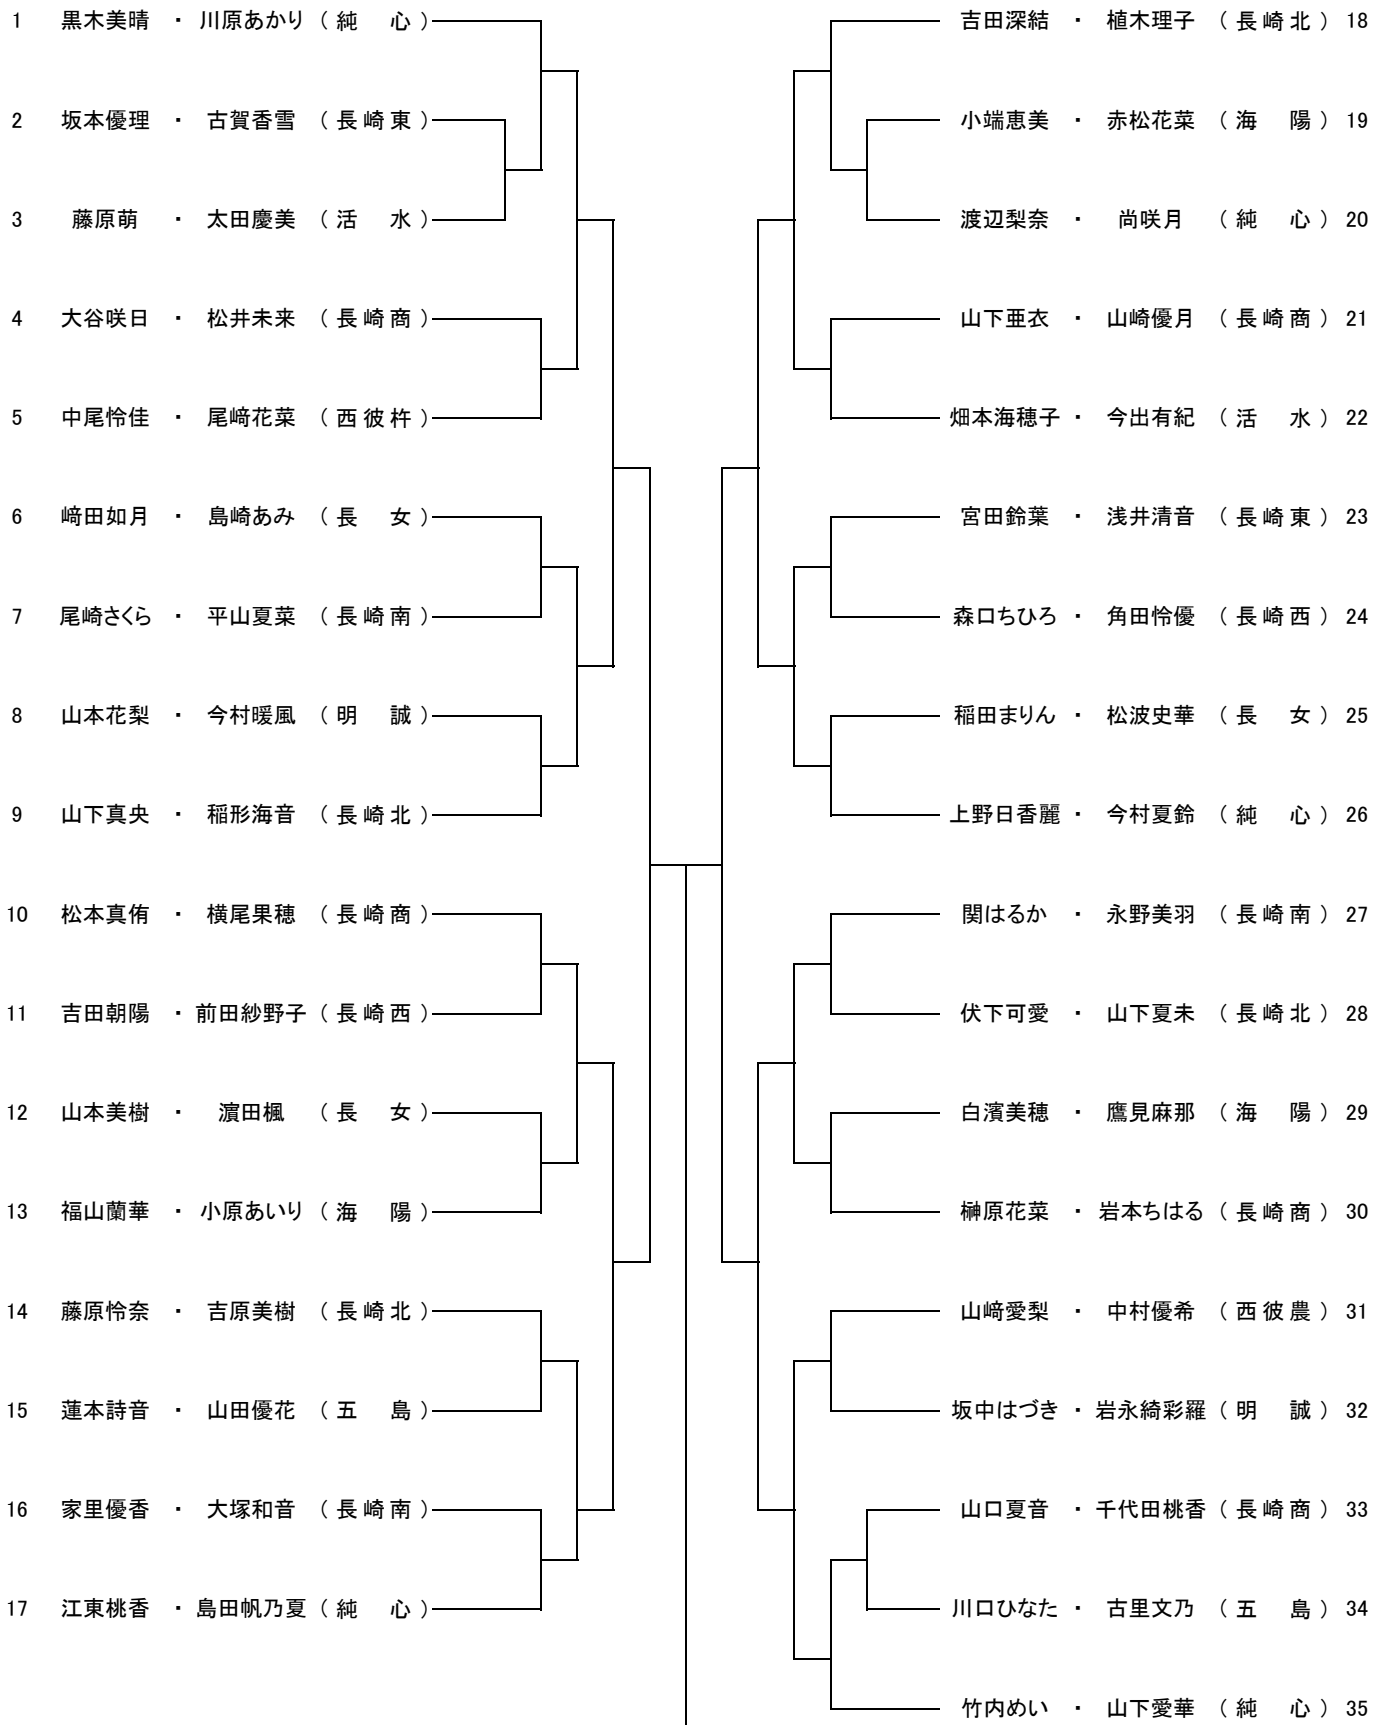 1 黒木美晴 ・ 川原あかり （ 純 心 ）
2 坂本優理 ・ 古賀香雪 （ 長崎東 ）
3 藤原萌 ・ 太田慶美 （ 活 水 ）
4 大谷咲日 ・ 松井未来 （ 長崎商 ）
5 中尾怜佳 ・ 尾﨑花菜 （ 西彼杵 ）
6 﨑田如月 ・ 島崎あみ （ 長 女 ）
7 尾崎さくら ・ 平山夏菜 （ 長崎南 ）
8 山本花梨 ・ 今村暖風 （ 明 誠 ）
9 山下真央 ・ 稲形海音 （ 長崎北 ）
10 松本真侑 ・ 横尾果穂 （ 長崎商 ）
11 吉田朝陽 ・ 前田紗野子 （ 長崎西 ）
12 山本美樹 ・ 濵田楓 （ 長 女 ）
13 福山蘭華 ・ 小原あいり （ 海 陽 ）
14 藤原怜奈 ・ 吉原美樹 （ 長崎北 ）
15 蓮本詩音 ・ 山田優花 （ 五 島 ）
16 家里優香 ・ 大塚和音 （ 長崎南 ）
17 江東桃香 ・ 島田帆乃夏 （ 純 心 ）
吉田深結 ・ 植木理子 （ 長崎北 ） 18
小端恵美 ・ 赤松花菜 （ 海 陽 ） 19
渡辺梨奈 ・ 尚咲月 （ 純 心 ） 20
山下亜衣 ・ 山崎優月 （ 長崎商 ） 21
畑本海穂子 ・ 今出有紀 （ 活 水 ） 22
宮田鈴葉 ・ 浅井清音 （ 長崎東 ） 23
森口ちひろ ・ 角田怜優 （ 長崎西 ） 24
稲田まりん ・ 松波史華 （ 長 女 ） 25
上野日香麗 ・ 今村夏鈴 （ 純 心 ） 26
関はるか ・ 永野美羽 （ 長崎南 ） 27
伏下可愛 ・ 山下夏未 （ 長崎北 ） 28
白濱美穂 ・ 鷹見麻那 （ 海 陽 ） 29
榊原花菜 ・ 岩本ちはる （ 長崎商 ） 30
山﨑愛梨 ・ 中村優希 （ 西彼農 ） 31
坂中はづき ・ 岩永綺彩羅 （ 明 誠 ） 32
山口夏音 ・ 千代田桃香 （ 長崎商 ） 33
川口ひなた ・ 古里文乃 （ 五 島 ） 34
竹内めい ・ 山下愛華 （ 純 心 ） 35